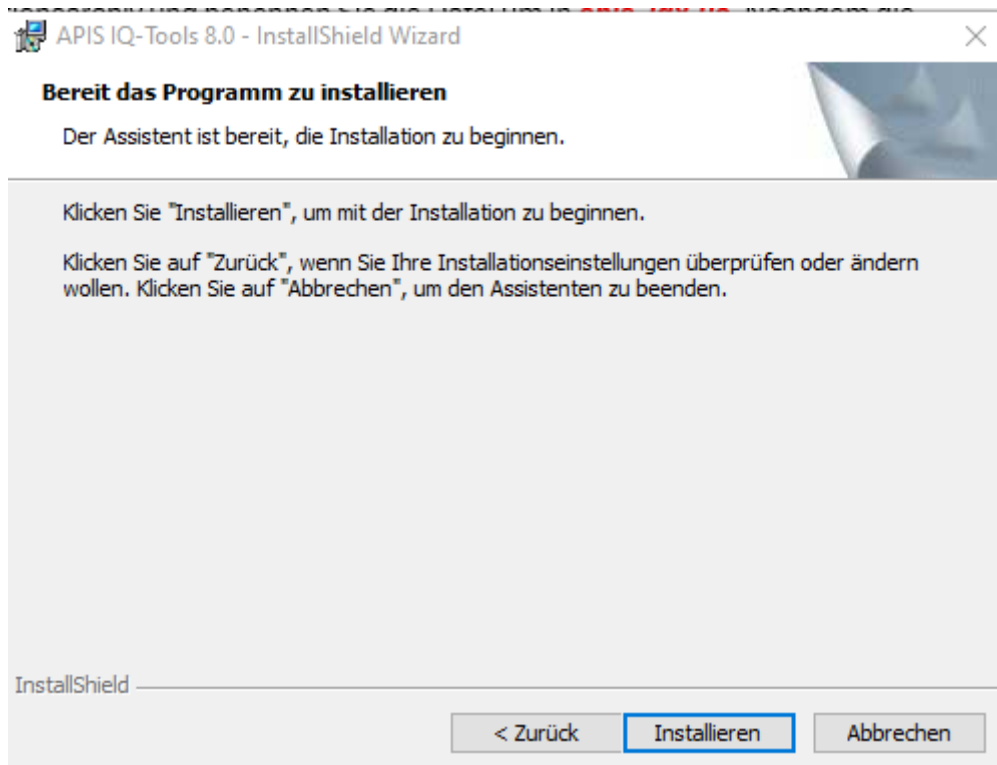 APIS IQ-Tools 8.0 - InstallShield Wizard
Bereit das Programm zu installieren
Der Assistent ist bereit, die Installation zu beginnen.
Klicken Sie "Installieren", um mit der Installation zu beginnen.
Klicken Sie auf "Zurück", wenn Sie Ihre Installationseinstellungen überprüfen oder ändern
wollen. Klicken Sie auf "Abbrechen", um den Assistenten zu beenden.
InstallShield
< Zurück Installieren Abbrechen